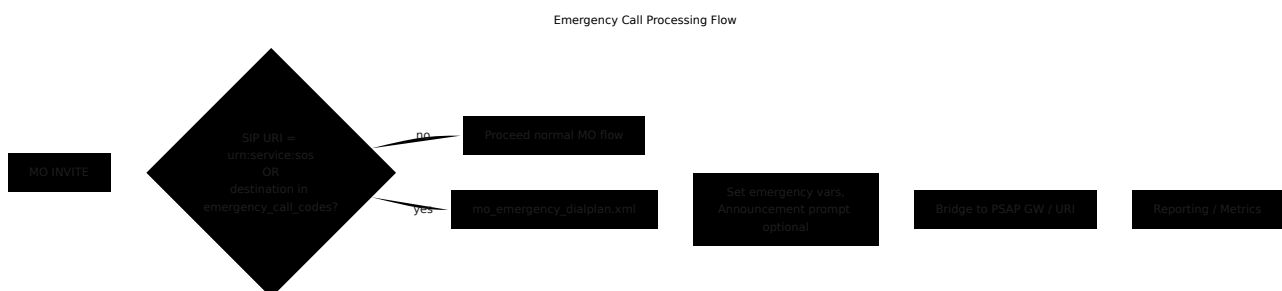 Emergency Call Processing Flow
MO INVITE
SIP URI =
urn:service:sos
OR
destination in
emergency_call_codes?
no
Proceed normal MO flow
yes
mo_emergency_dialplan.xml
Set emergency vars,
Announcement prompt
optional
Bridge to PSAP GW / URI
Reporting / Metrics